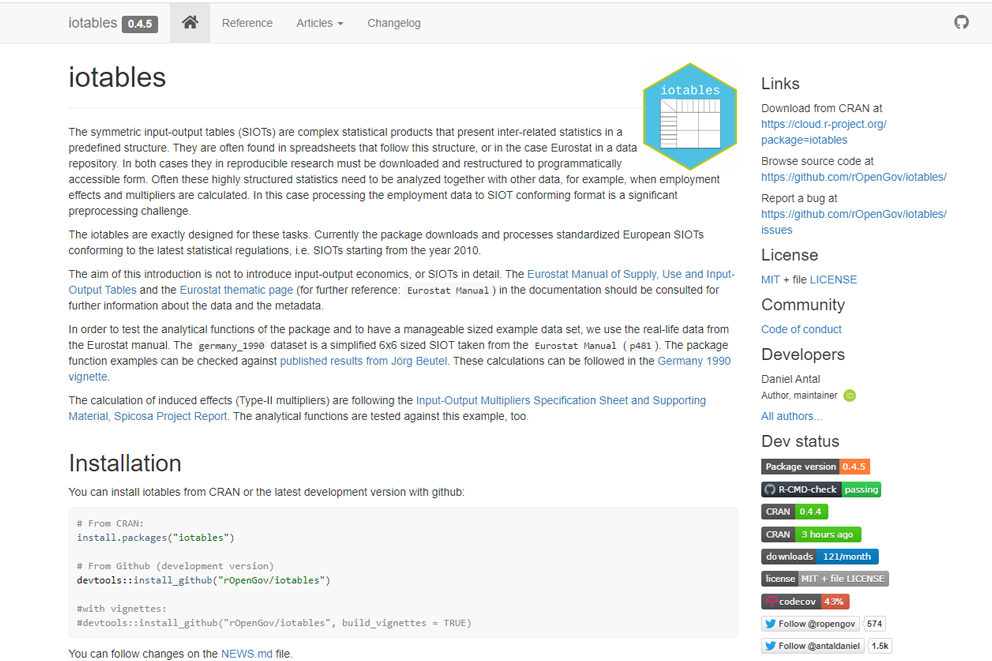 iotables 0.4.5 Reference Articles Changelog
iotables
iotables
The symmetric input-output tables (SIOTs) are complex statistical products that present inter-related statistics in a
predefined structure. They are often found in spreadsheets that follow this structure, or in the case Eurostat in a data
repository. In both cases they in reproducible research must be downloaded and restructured to programmatically
accessible form. Often these highly structured statistics need to be analyzed together with other data, for example, when employment
effects and multipliers are calculated. In this case processing the employment data to SIOT conforming format is a significant
preprocessing challenge.
The iotables are exactly designed for these tasks. Currently the package downloads and processes standardized European SIOTs
conforming to the latest statistical regulations, i.e. SIOTs starting from the year 2010.
The aim of this introduction is not to introduce input-output economics, or SIOTs in detail. The Eurostat Manual of Supply, Use and Input-
Output Tables and the Eurostat thematic page (for further reference: Eurostat Manual) in the documentation should be consulted for
further information about the data and the metadata.
In order to test the analytical functions of the package and to have a manageable sized example data set, we use the real-life data from
the Eurostat manual. The germany_1990 dataset is a simplified 6x6 sized SIOT taken from the Eurostat Manual (p481). The package
function examples can be checked against published results from Jörg Beutel. These calculations can be followed in the Germany 1990
vignette.
The calculation of induced effects (Type-II multipliers) are following the Input-Output Multipliers Specification Sheet and Supporting
Material, Spicosa Project Report. The analytical functions are tested against this example, too.
Installation
You can install iotables from CRAN or the latest development version with github:
# From CRAN:
install.packages("iotables")
# From Github (development version)
devtools::install_github("rOpenGov/iotables")
#with vignettes:
#devtools::install_github("rOpenGov/iotables", build_vignettes = TRUE)
You can follow changes on the NEWS.md file.
Links
Download from CRAN at
https://cloud.r-project.org/
package=iotables
Browse source code at
https://github.com/rOpenGov/iotables/
Report a bug at
https://github.com/rOpenGov/iotables/
issues
License
MIT + file LICENSE
Community
Code of conduct
Developers
Daniel Antal
Author, maintainer iD
All authors...
Dev status
Package version 0.4.5
R-CMD-check passing
CRAN 0.4.4
CRAN 3 hours ago
downloads 121/month
license MIT + file LICENSE
codecov 43%
Follow @ropengov 574
Follow @antaldaniel 1.5k